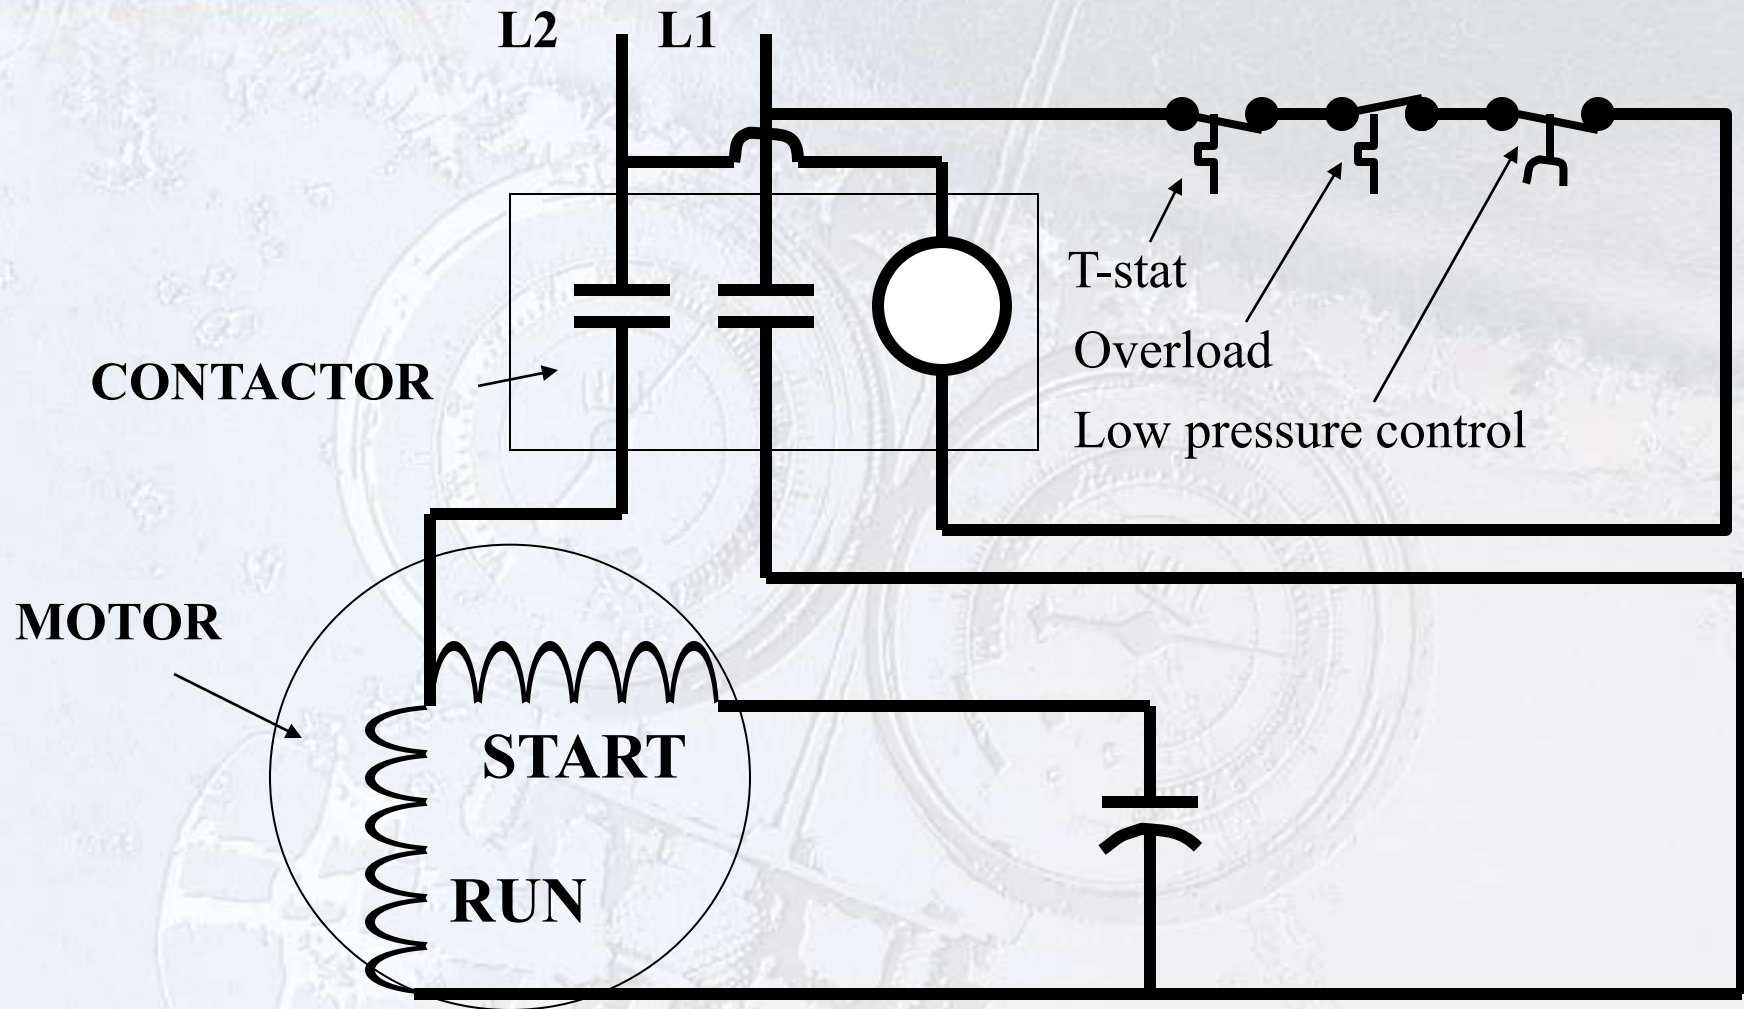 L2 L1
T-stat
Overload
CONTACTOR
Low pressure control
MOTOR
START
RUN